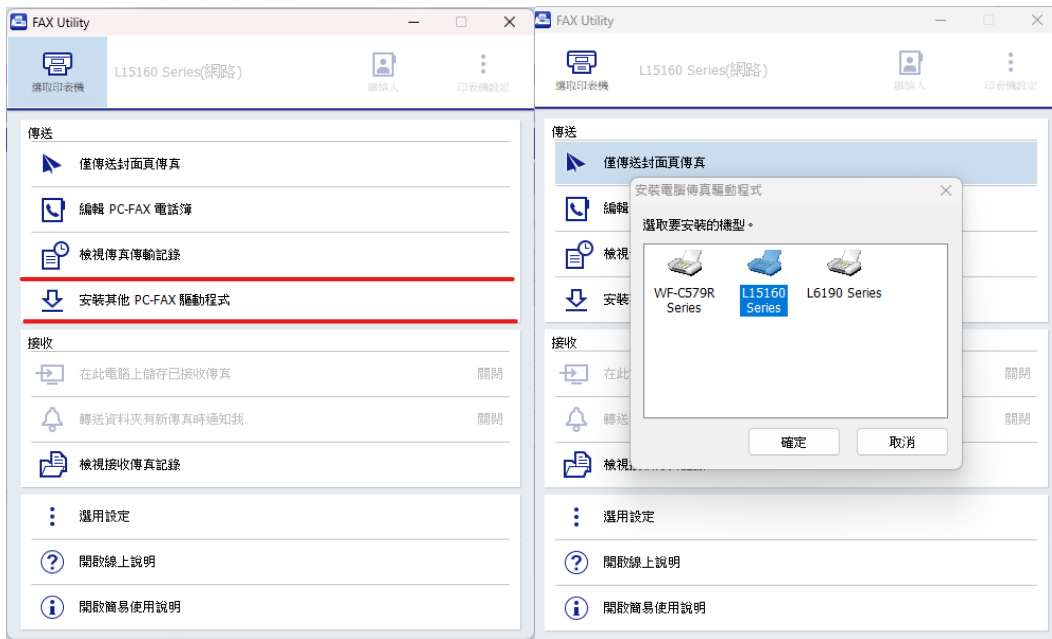 FAX Utility
選取印表機
L15160 Series(網路)
聯絡人
印表機設定
傳送
僅傳送封面頁傳真
編輯 PC-FAX 電話簿
檢視傳真傳輸記錄
安裝其他 PC-FAX 驅動程式
接收
在此電腦上儲存已接收傳真
關閉
轉送資料夾有新傳真時通知我
關閉
檢視接收傳真記錄
選用設定
開啟線上說明
開啟簡易使用說明
FAX Utility
選取印表機
L15160 Series(網路)
聯絡人
印表機設定
傳送
僅傳送封面頁傳真
編輯
檢視
安裝
安裝電腦傳真驅動程式
選取要安裝的機型。
WF-C579R
Series
L15160
Series
L6190 Series
確定
取消
接收
在此
關閉
轉送
關閉
檢視
選用設定
開啟線上說明
開啟簡易使用說明